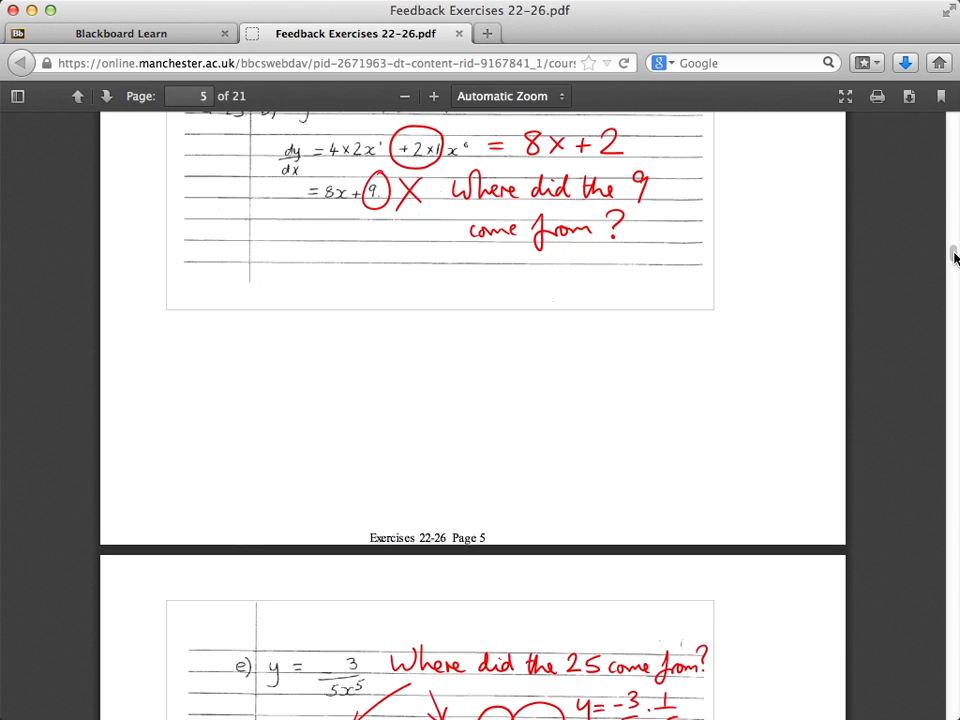 Feedback Exercises 22-26.pdf
Bb Blackboard Learn × Feedback Exercises 22-26.pdf × +
https://online.manchester.ac.uk/bbcswebdav/pid-2671963-dt-content-rid-9167841_1/cours Google
Page: 5 of 21 − + Automatic Zoom
dy/dx = 4×2x¹ +2×1x⁰ = 8x+2
= 8x+9 X Where did the 9
come from?
Exercises 22-26 Page 5
e) y = 3/5x⁵ Where did the 25 come from?